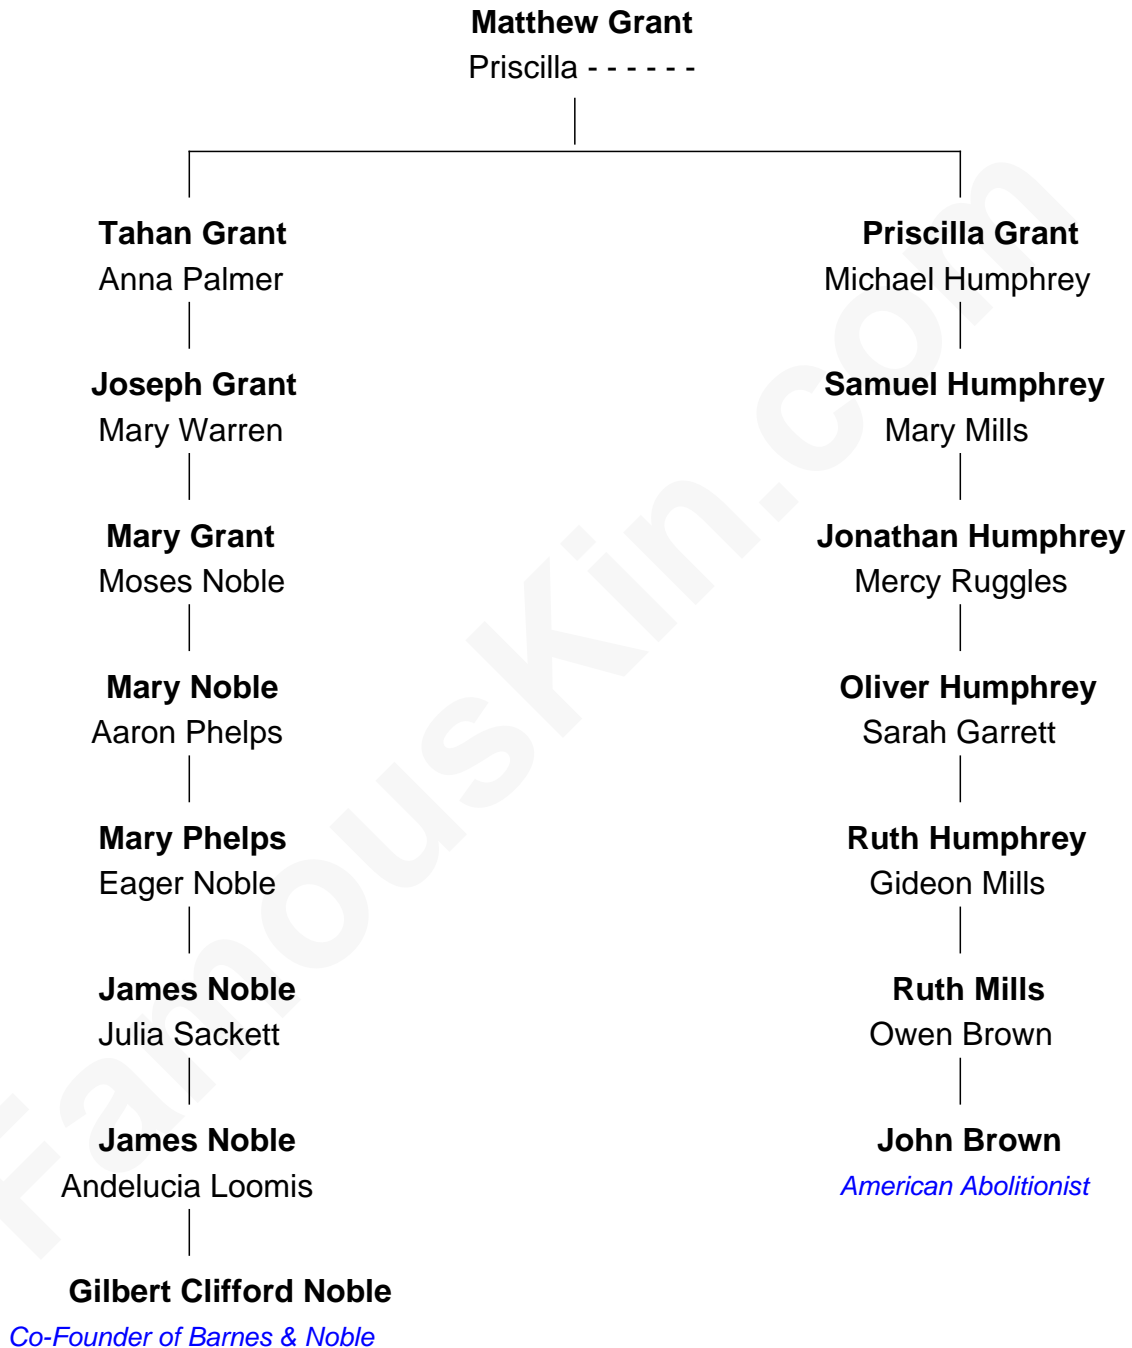 Matthew Grant
Priscilla - - - - - -
Tahan Grant
Anna Palmer
Priscilla Grant
Michael Humphrey
Joseph Grant
Mary Warren
Samuel Humphrey
Mary Mills
Mary Grant
Moses Noble
Jonathan Humphrey
Mercy Ruggles
Mary Noble
Aaron Phelps
Oliver Humphrey
Sarah Garrett
Mary Phelps
Eager Noble
Ruth Humphrey
Gideon Mills
James Noble
Julia Sackett
Ruth Mills
Owen Brown
James Noble
Andelucia Loomis
John Brown
American Abolitionist
Gilbert Clifford Noble
Co-Founder of Barnes & Noble
FamousKin.com